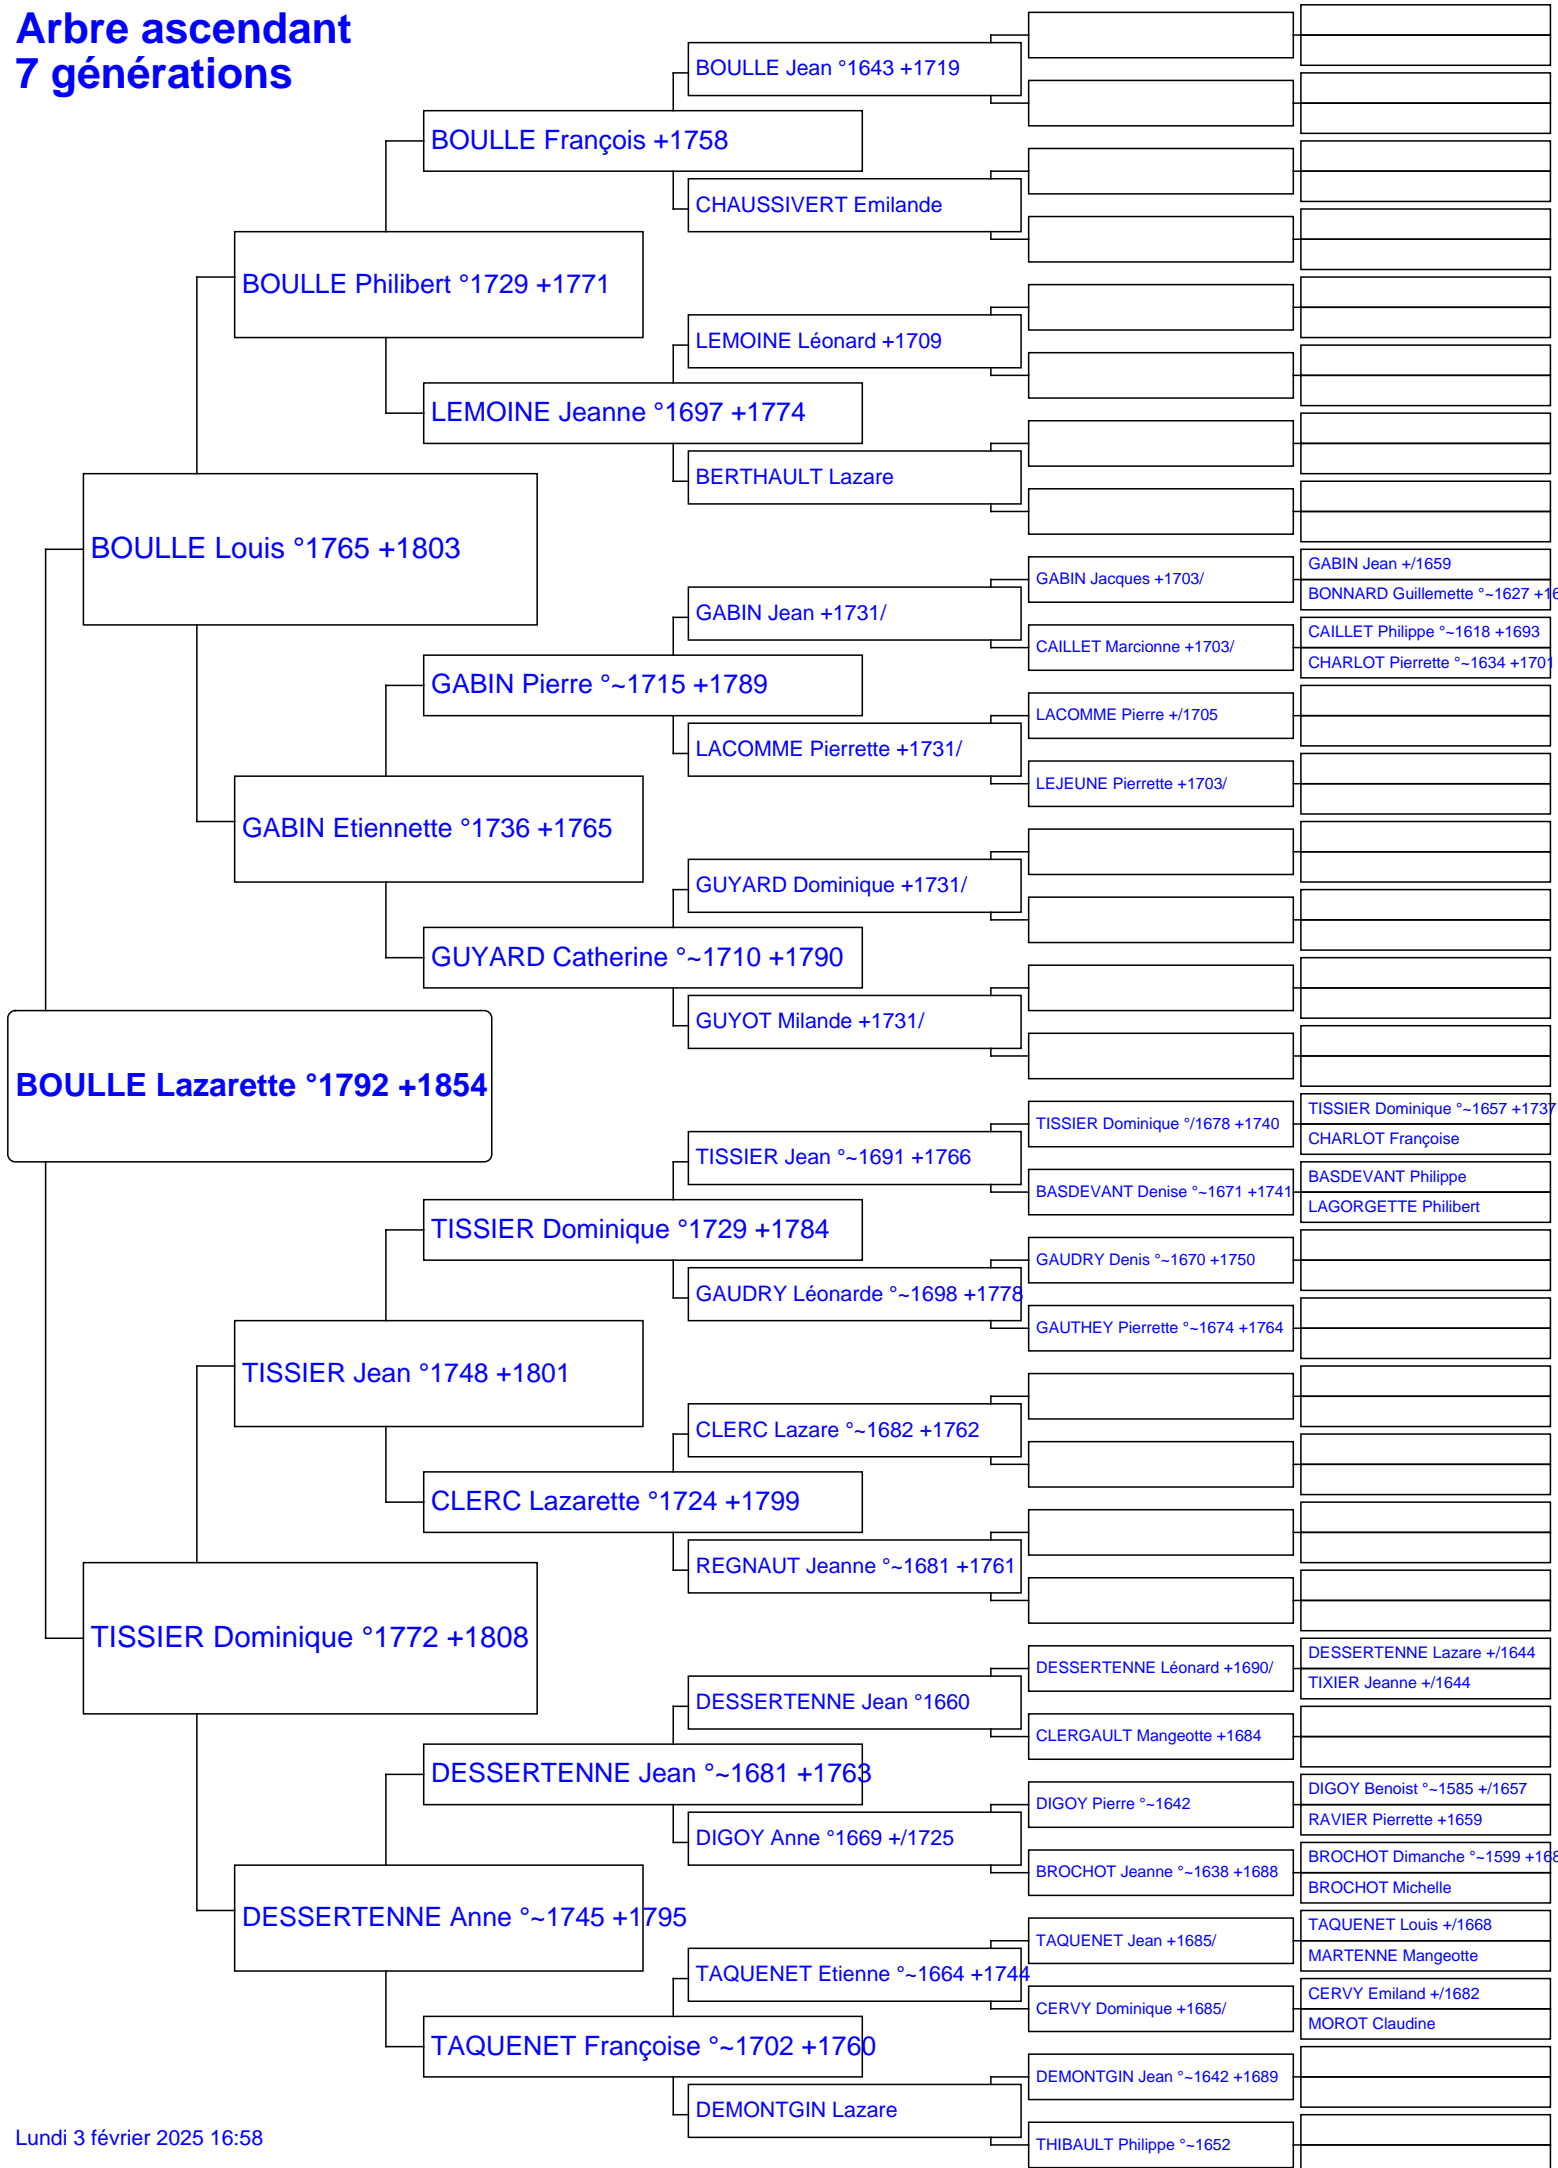 Arbre ascendant
7 générations
BOULLE Jean °1643 +1719
BOULLE François +1758
CHAUSSIVERT Emilande
BOULLE Philibert °1729 +1771
LEMOINE Léonard +1709
LEMOINE Jeanne °1697 +1774
BERTHAULT Lazare
BOULLE Louis °1765 +1803
GABIN Jean +/1659
GABIN Jacques +1703/
BONNARD Guillemette °~1627
GABIN Jean +1731/
CAILLET Philippe °~1618 +1693
CAILLET Marcionne +1703/
CHARLOT Pierrette °~1634 +1701
GABIN Pierre °~1715 +1789
LACOMME Pierre +/1705
LACOMME Pierrette +1731/
LEJEUNE Pierrette +1703/
GABIN Etiennette °1736 +1765
GUYARD Dominique +1731/
GUYARD Catherine °~1710 +1790
GUYOT Milande +1731/
BOULLE Lazarette °1792 +1854
TISSIER Dominique °~1657 +1737
TISSIER Dominique °/1678 +1740
CHARLOT Françoise
TISSIER Jean °~1691 +1766
BASDEVANT Philippe
BASDEVANT Denise °~1671 +1741
LAGORGETTE Philibert
TISSIER Dominique °1729 +1784
GAUDRY Denis °~1670 +1750
GAUDRY Léonarde °~1698 +1778
GAUTHEY Pierrette °~1674 +1764
TISSIER Jean °1748 +1801
CLERC Lazare °~1682 +1762
CLERC Lazarette °1724 +1799
REGNAUT Jeanne °~1681 +1761
TISSIER Dominique °1772 +1808
DESSERTENNE Lazare +/1644
DESSERTENNE Léonard +1690/
TIXIER Jeanne +/1644
DESSERTENNE Jean °1660
CLERGAULT Mangeotte +1684
DESSERTENNE Jean °~1681 +1763
DIGOY Benoist °~1585 +/1657
DIGOY Pierre °~1642
RAVIER Pierrette +1659
DIGOY Anne °1669 +/1725
BROCHOT Dimanche °~1599
BROCHOT Jeanne °~1638 +1688
BROCHOT Michelle
DESSERTENNE Anne °~1745 +1795
TAQUENET Louis +/1668
TAQUENET Jean +1685/
MARTENNE Mangeotte
TAQUENET Etienne °~1664 +1744
CERVY Emiland +/1682
CERVY Dominique +1685/
MOROT Claudine
TAQUENET Françoise °~1702 +1760
DEMONTGIN Jean °~1642 +1689
DEMONTGIN Lazare
THIBAULT Philippe °~1652
Lundi 3 février 2025 16:58